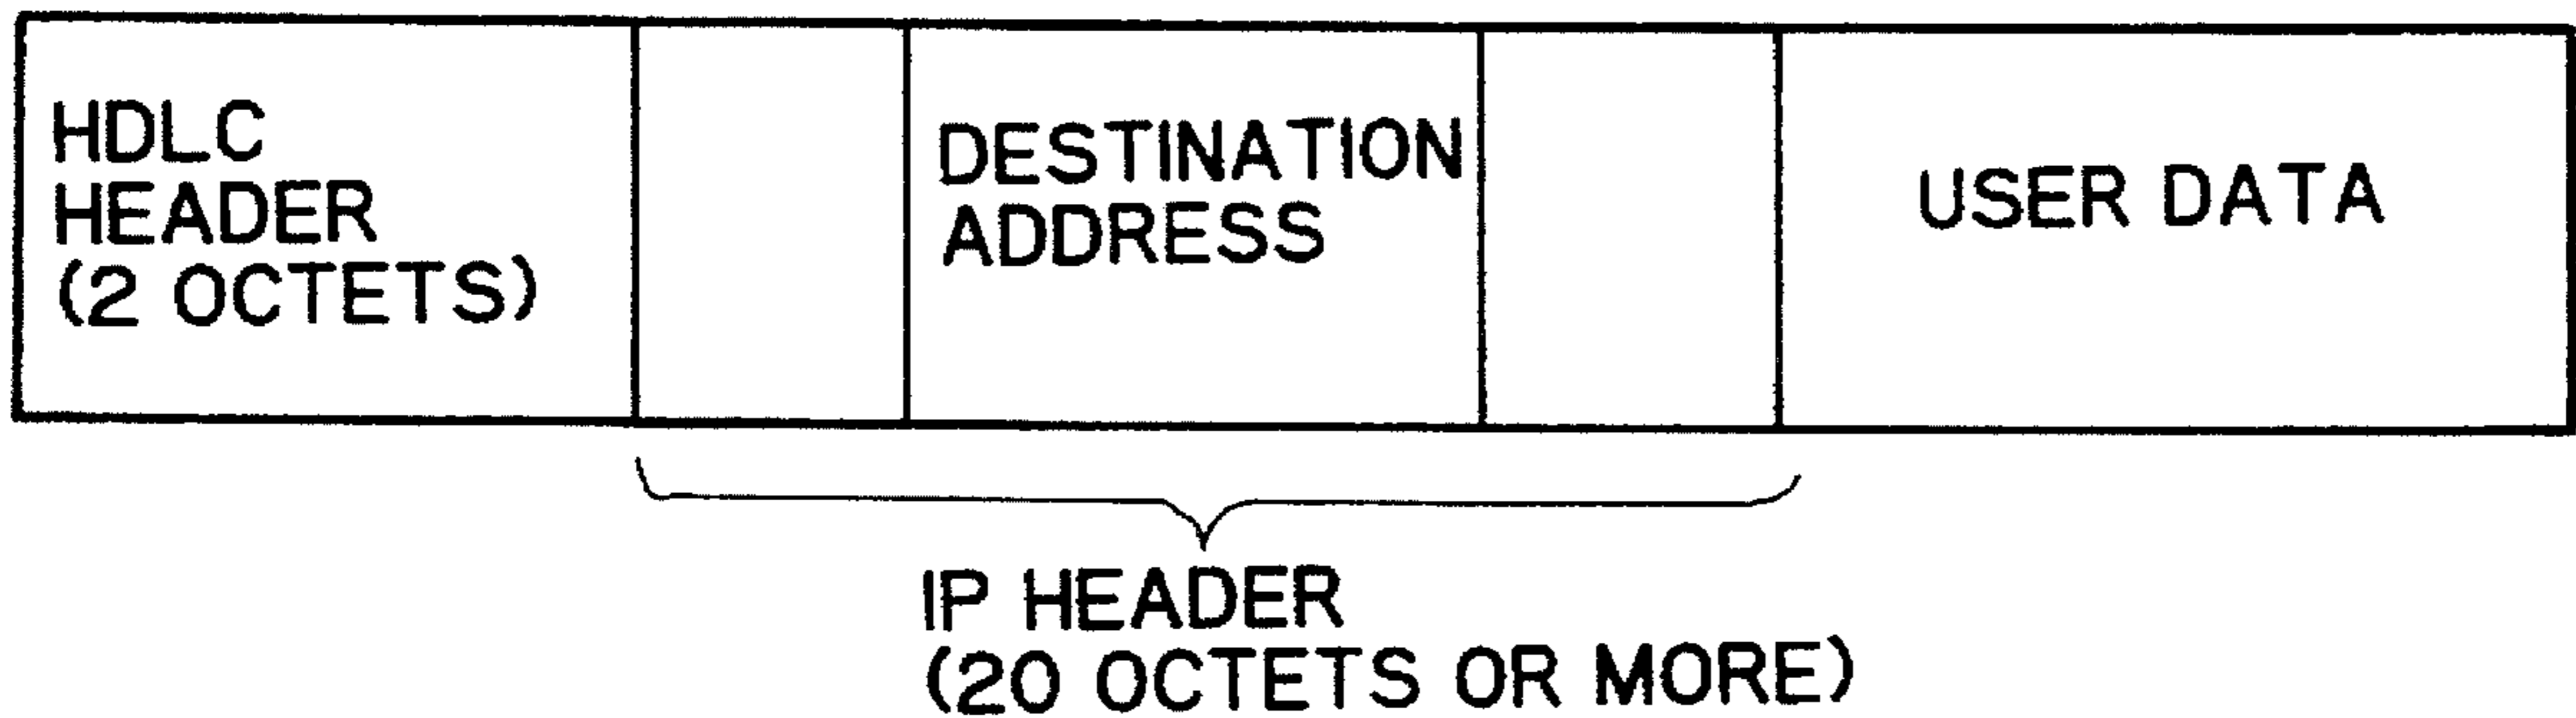 HDLC
HEADER
(2 OCTETS)
DESTINATION
ADDRESS
USER DATA
IP HEADER
(20 OCTETS OR MORE)